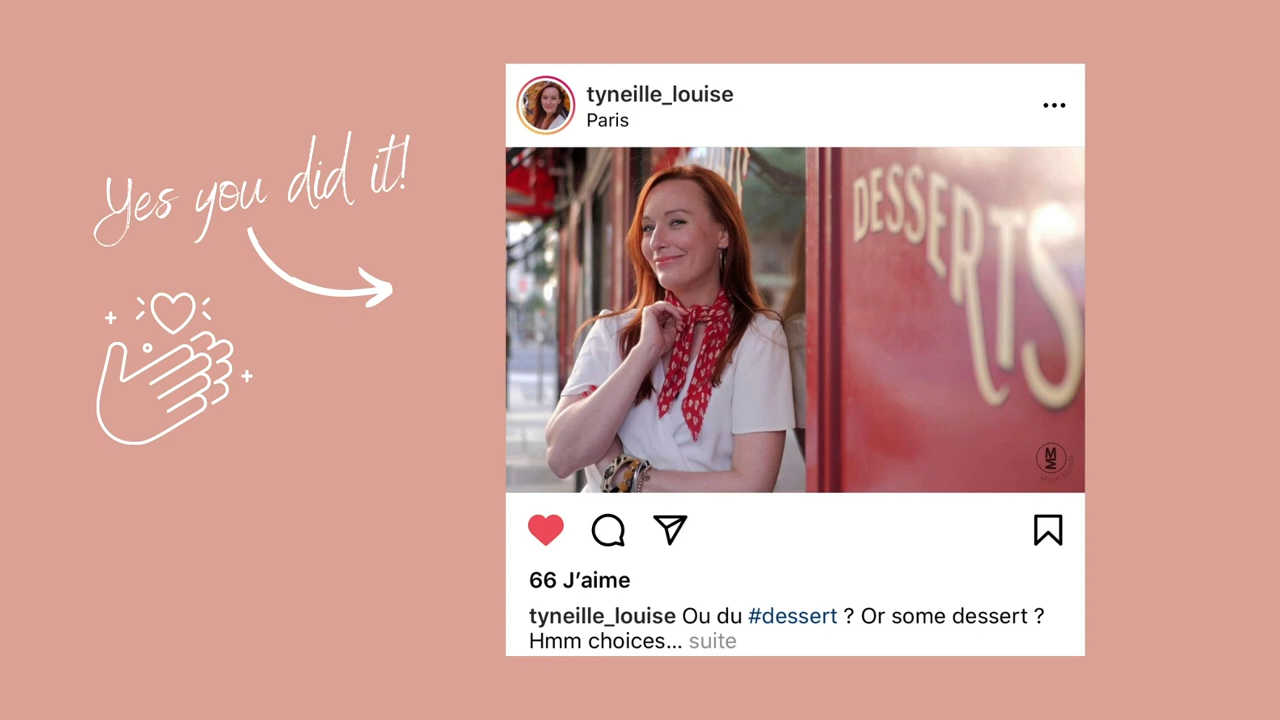 Yes you did it!
tyneille_louise
Paris
DESSERTS
66 J’aime
tyneille_louise Ou du #dessert ? Or some dessert ?
Hmm choices... suite